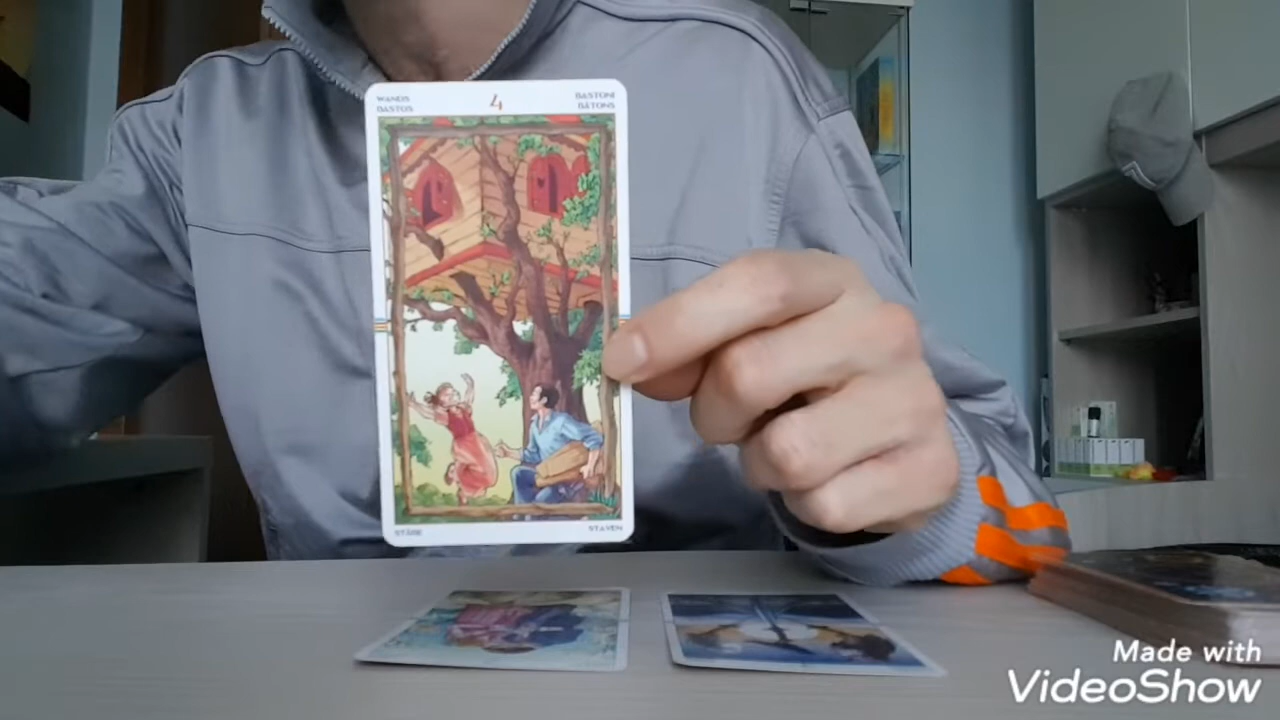 WANDS 4 BASTONI
BASTOS BÂTONS
STÄBE STAVEN
Made with
VideoShow